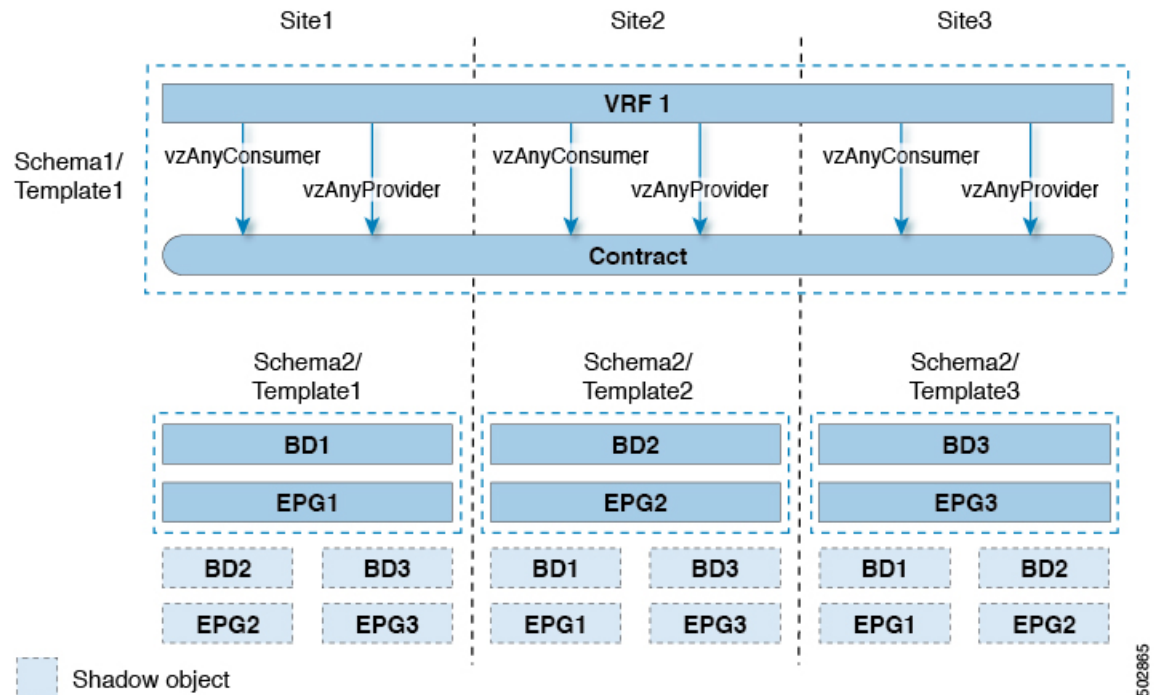 Site1 Site2 Site3
VRF 1
Schema1/
Template1
vzAnyConsumer vzAnyConsumer vzAnyConsumer
vzAnyProvider vzAnyProvider vzAnyProvider
Contract
Schema2/ Schema2/ Schema2/
Template1 Template2 Template3
BD1 BD2 BD3
EPG1 EPG2 EPG3
BD2 BD3 BD1 BD3 BD1 BD2
EPG2 EPG3 EPG1 EPG3 EPG1 EPG2
Shadow object
502865